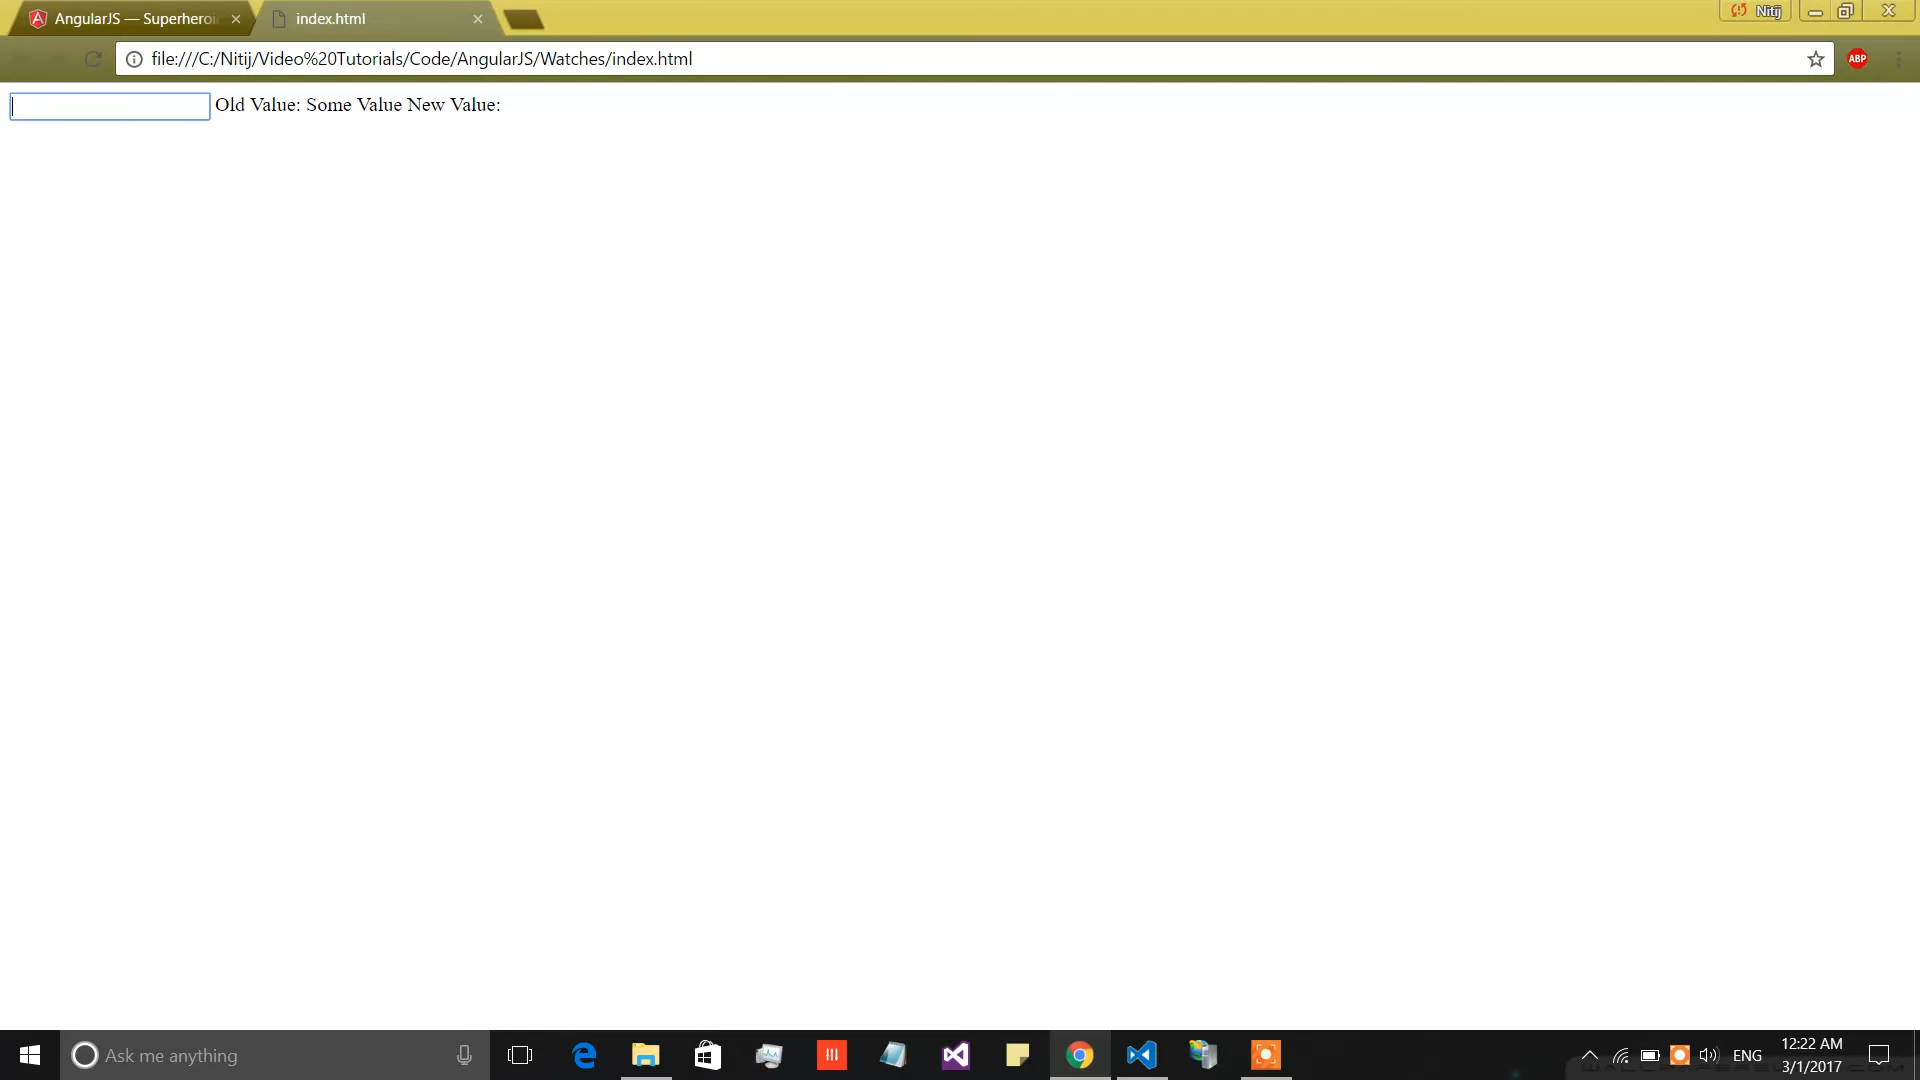 AngularJS — Superheroi
index.html
Nitij
file:///C:/Nitij/Video%20Tutorials/Code/AngularJS/Watches/index.html
ABP
Old Value: Some Value New Value:
Ask me anything
ENG
12:22 AM
3/1/2017